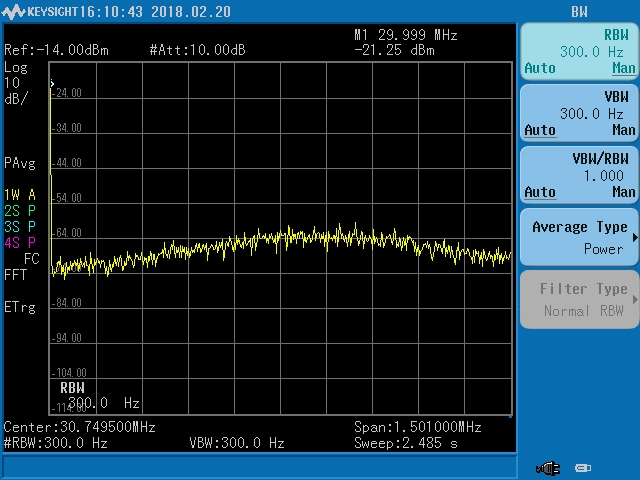 KEYSIGHT 16:10:43 2018.02.20
BW
M1 29.999 MHz
Ref:-14.00dBm #Att:10.00dB -21.25 dBm
Log
10
dB/
-24.00
-34.00
-44.00
-54.00
-64.00
-74.00
-84.00
-94.00
-104.00
-114.00
PAvg
1W A
2S P
3S P
4S P
FC
FFT
ETrg
RBW
300.0 Hz
Center:30.749500MHz Span:1.501000MHz
#RBW:300.0 Hz VBW:300.0 Hz Sweep:2.485 s
RBW
300.0 Hz
Auto Man
VBW
300.0 Hz
Auto Man
VBW/RBW
1.000
Auto Man
Average Type
Power
Filter Type
Normal RBW